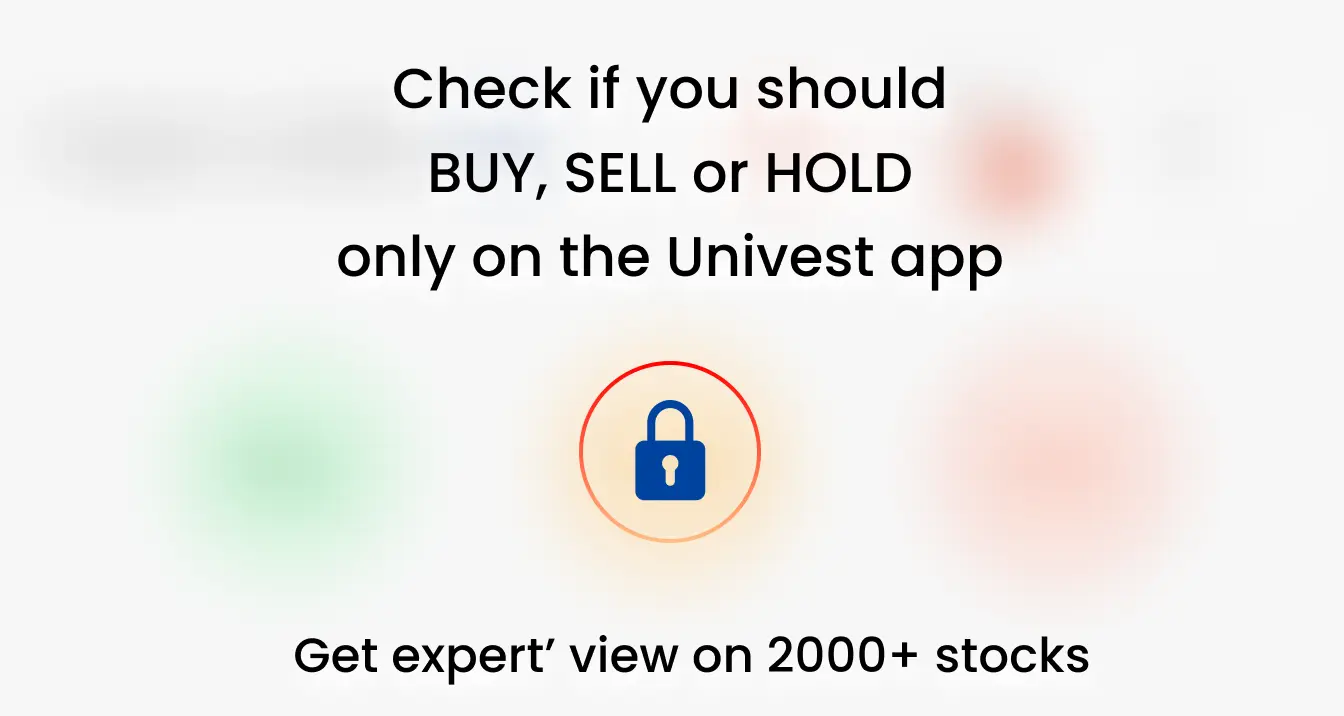 Check if you should
BUY, SELL or HOLD
only on the Univest app
Get expert’ view on 2000+ stocks